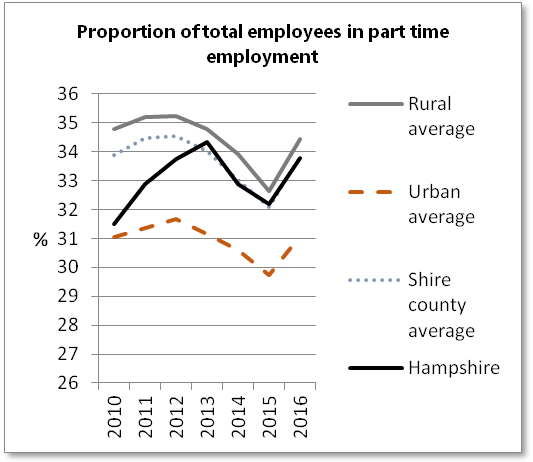 Proportion of total employees in part time
employment
36
35
34
33
32
31
30
29
28
27
26
%
2010
2011
2012
2013
2014
2015
2016
Rural
average
Urban
average
Shire
county
average
Hampshire